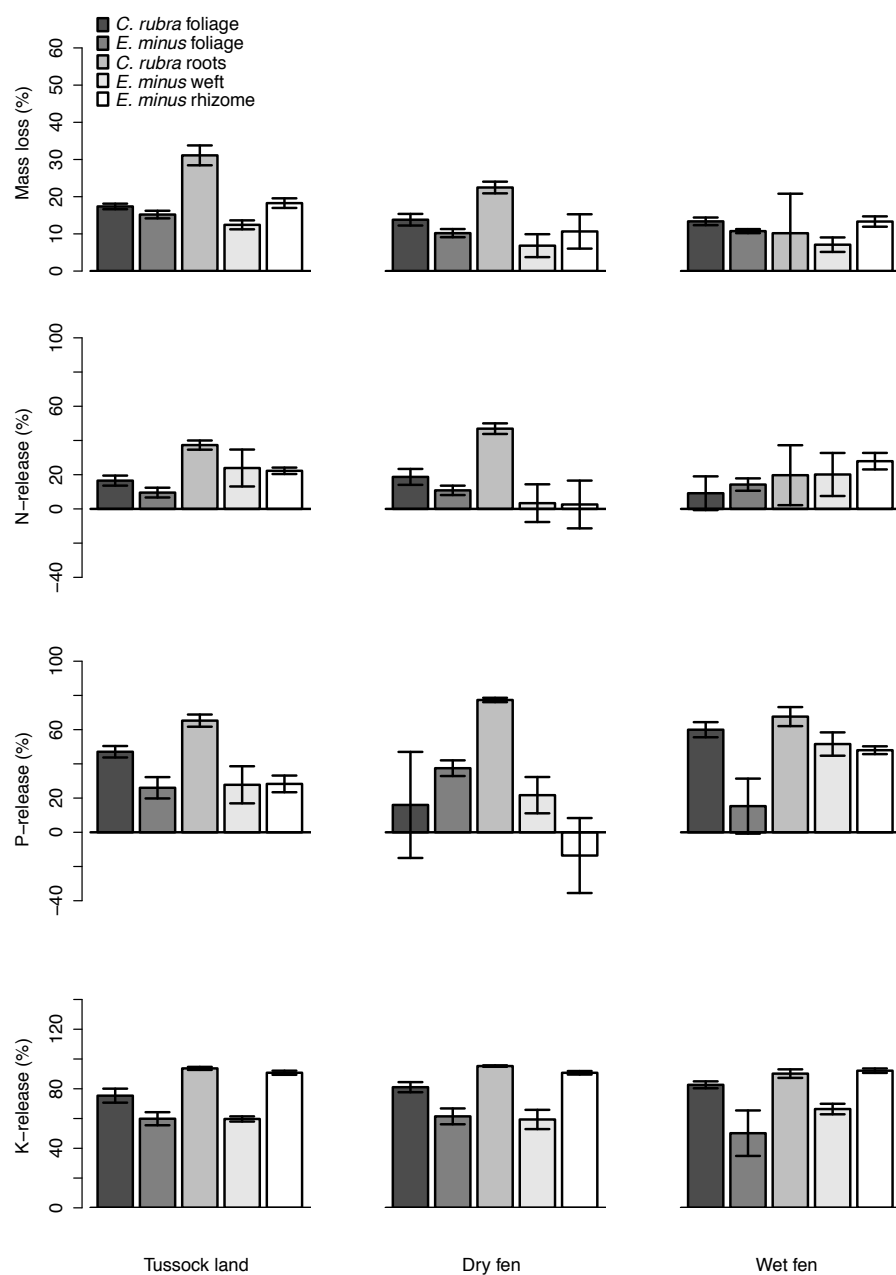 C. rubra foliage
E. minus foliage
C. rubra roots
E. minus weft
E. minus rhizome
Mass loss (%)
0 10 20 30 40 50 60
N−release (%)
−40 0 20 60 100
P−release (%)
−40 0 20 60 100
K−release (%)
0 40 80 120
Tussock land Dry fen Wet fen